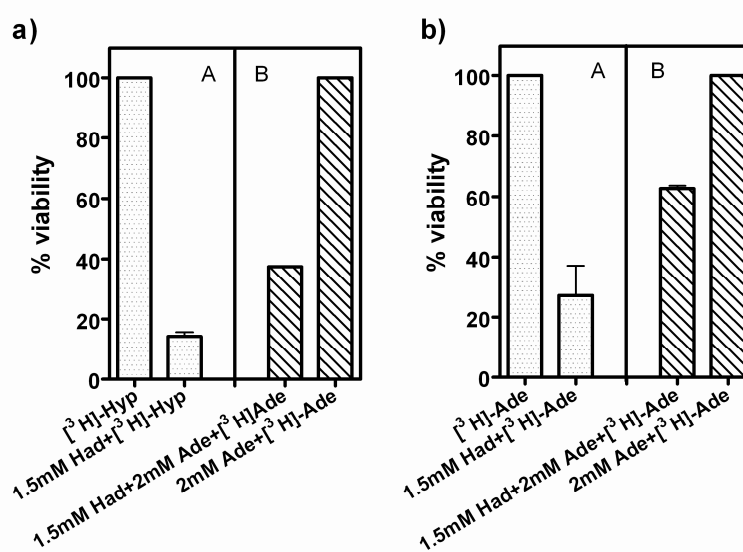 a)
A B
% viability
100
80
60
40
20
0
[³ H]-Hyp
1.5mM Had+[³ H]-Hyp
1.5mM Had+2mM Ade+[³ H]Ade
2mM Ade+[³ H]-Ade
b)
A B
% viability
100
80
60
40
20
0
[³ H]-Ade
1.5mM Had+[³ H]-Ade
1.5mM Had+2mM Ade+[³ H]-Ade
2mM Ade+[³ H]-Ade